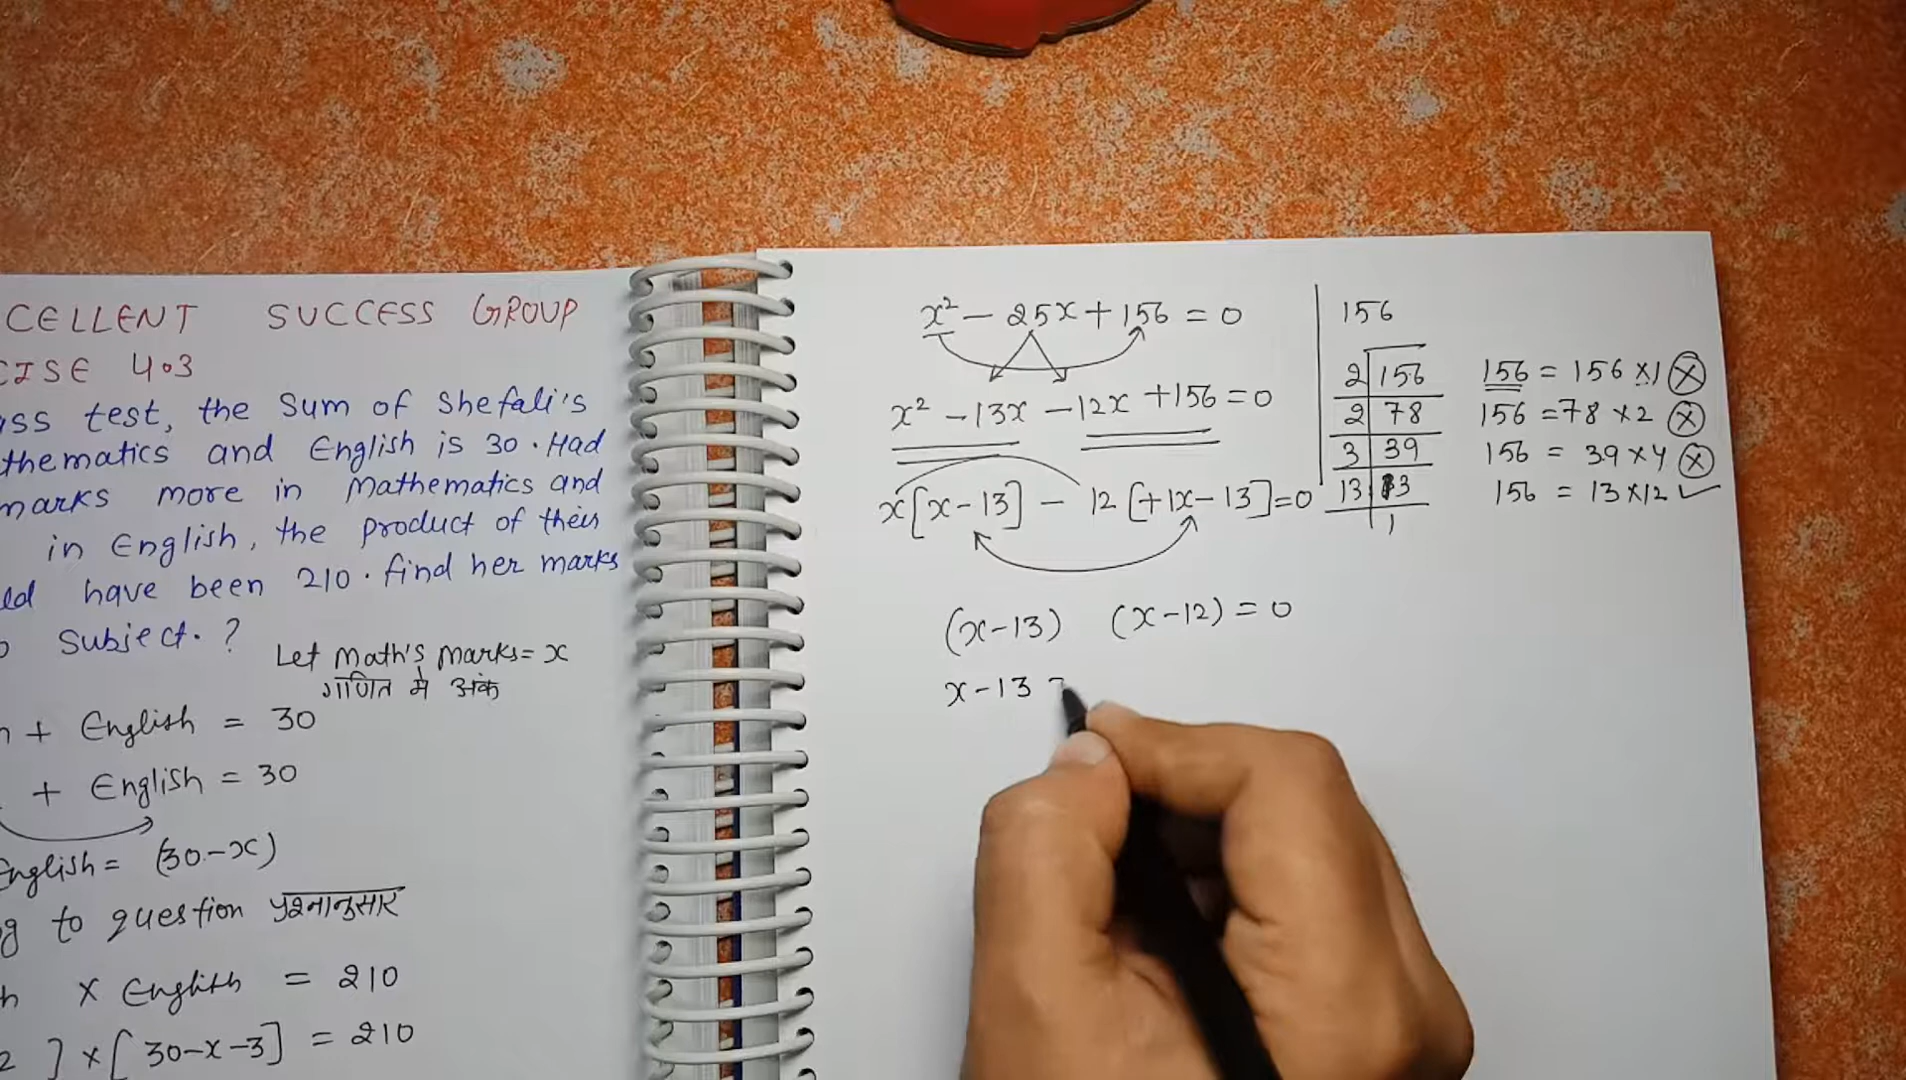 CELLENT SUCCESS GROUP
CISE 4.3
ass test, the Sum of Shefali's
thematics and English is 30. Had
marks more in Mathematics and
in English, the product of their
ld have been 210. find her marks
Subject.?
Let Math's Marks = x
गणित मे अंक
+ English = 30
+ English = 30
English = (30-x)
g to question प्रश्नानुसार
h × English = 210
2 ] × [ 30-x-3] = 210
x² - 25x + 156 = 0
x² - 13x - 12x + 156 = 0
x[x-13] - 12[+1x-13]=0
(x-13) (x-12) = 0
x-13 =
156
2 156
2 78
3 39
13 13
1
156 = 156 × 1 ⊗
156 = 78 × 2 ⊗
156 = 39 × 4 ⊗
156 = 13 × 12 ✓